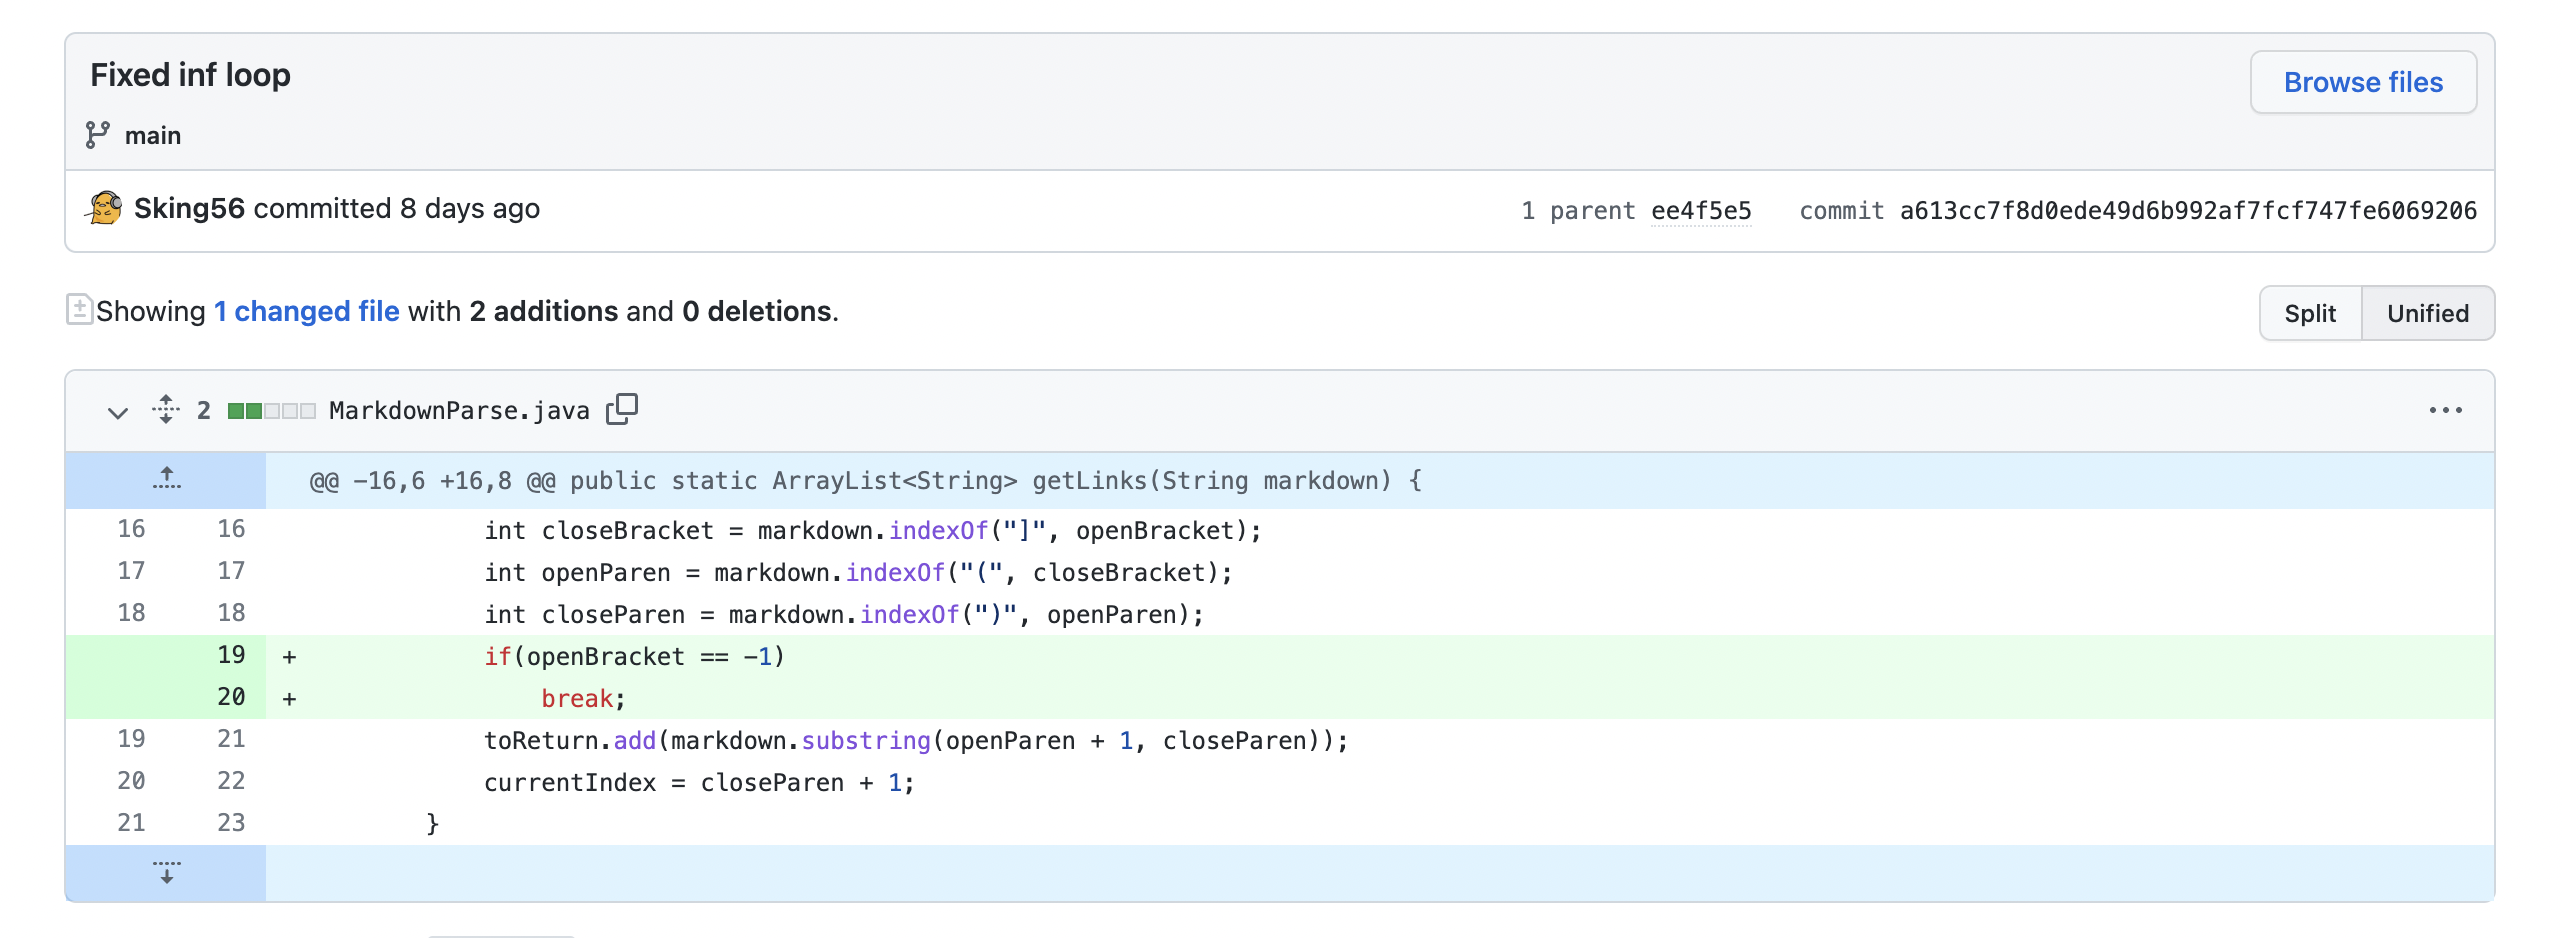 Fixed inf loop
Browse files
main
Sking56 committed 8 days ago
1 parent ee4f5e5 commit a613cc7f8d0ede49d6b992af7fcf747fe6069206
Showing 1 changed file with 2 additions and 0 deletions.
Split Unified
2 MarkdownParse.java
@@ -16,6 +16,8 @@ public static ArrayList<String> getLinks(String markdown) {
16 16 int closeBracket = markdown.indexOf("]", openBracket);
17 17 int openParen = markdown.indexOf("(", closeBracket);
18 18 int closeParen = markdown.indexOf(")", openParen);
19 + if(openBracket == -1)
20 + break;
19 21 toReturn.add(markdown.substring(openParen + 1, closeParen));
20 22 currentIndex = closeParen + 1;
21 23 }